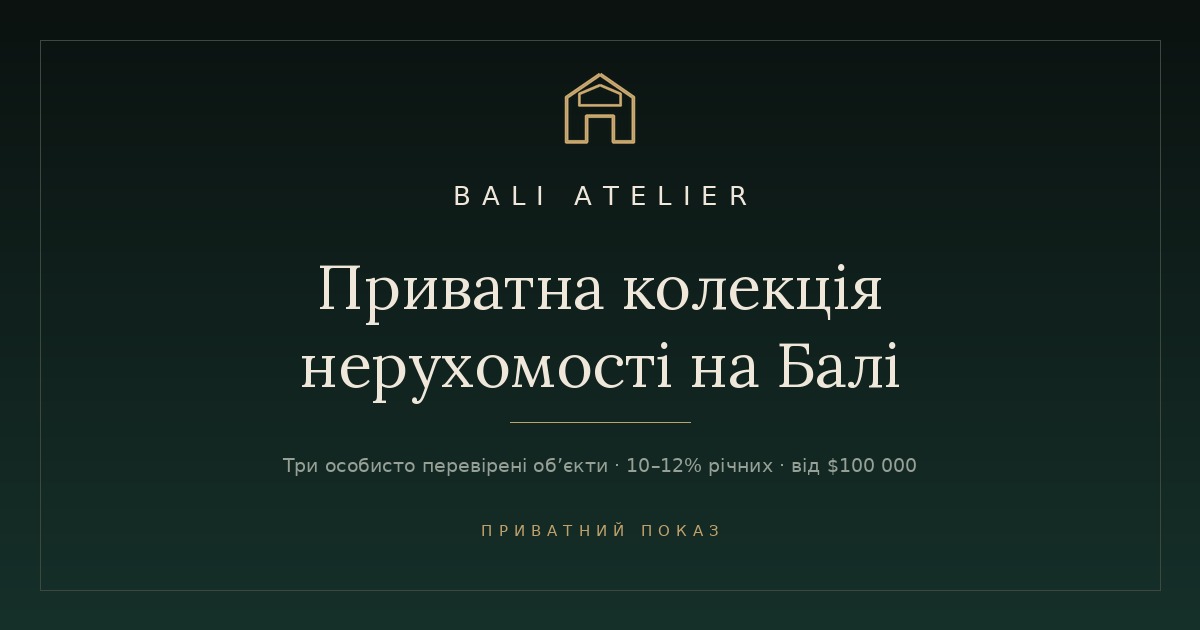 BALI ATELIER
Приватна колекція
нерухомості на Балі
Три особисто перевірені об’єкти · 10–12% річних · від $100 000
ПРИВАТНИЙ ПОКАЗ